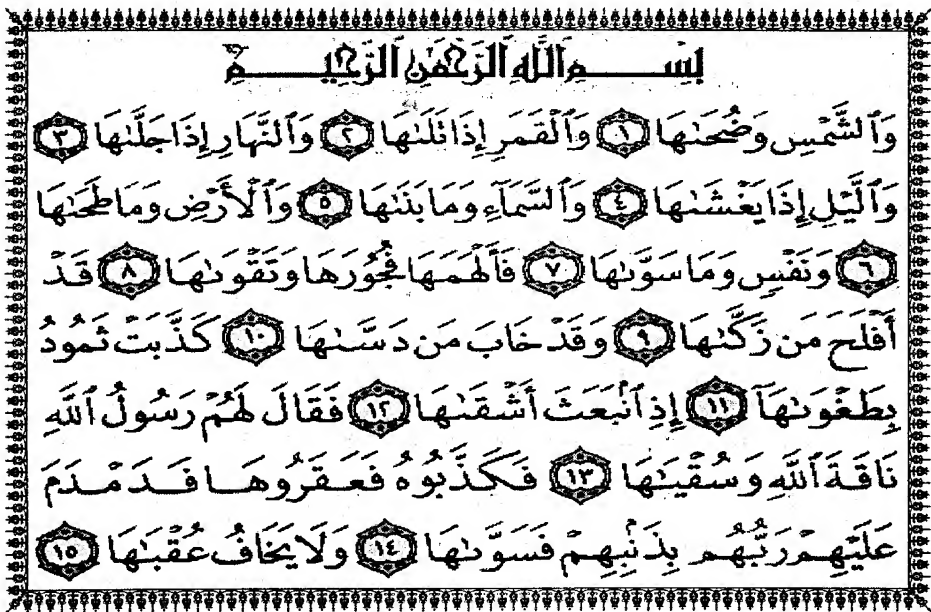 بِسْمِ ٱللَّهِ ٱلرَّحْمَٰنِ ٱلرَّحِيمِ
وَٱلشَّمْسِ وَضُحَىٰهَا ١ وَٱلْقَمَرِ إِذَا تَلَىٰهَا ٢ وَٱلنَّهَارِ إِذَا جَلَّىٰهَا ٣
وَٱلَّيْلِ إِذَا يَغْشَىٰهَا ٤ وَٱلسَّمَآءِ وَمَا بَنَىٰهَا ٥ وَٱلْأَرْضِ وَمَا طَحَىٰهَا
٦ وَنَفْسٍ وَمَا سَوَّىٰهَا ٧ فَأَلْهَمَهَا فُجُورَهَا وَتَقْوَىٰهَا ٨ قَدْ
أَفْلَحَ مَن زَكَّىٰهَا ٩ وَقَدْ خَابَ مَن دَسَّىٰهَا ١٠ كَذَّبَتْ ثَمُودُ
بِطَغْوَىٰهَآ ١١ إِذِ ٱنۢبَعَثَ أَشْقَىٰهَا ١٢ فَقَالَ لَهُمْ رَسُولُ ٱللَّهِ
نَاقَةَ ٱللَّهِ وَسُقْيَٰهَا ١٣ فَكَذَّبُوهُ فَعَقَرُوهَا فَدَمْدَمَ
عَلَيْهِمْ رَبُّهُم بِذَنۢبِهِمْ فَسَوَّىٰهَا ١٤ وَلَا يَخَافُ عُقْبَٰهَا ١٥